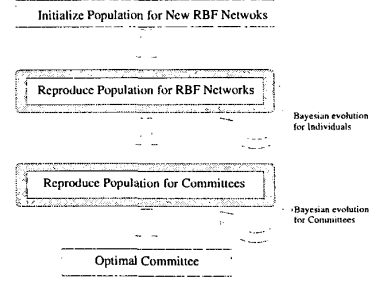 Initialize Population for New RBF Netwoks
Reproduce Population for RBF Networks
Bayesian evolution
for Individuals
Reproduce Population for Committees
Bayesian evolution
for Committees
Optimal Committee